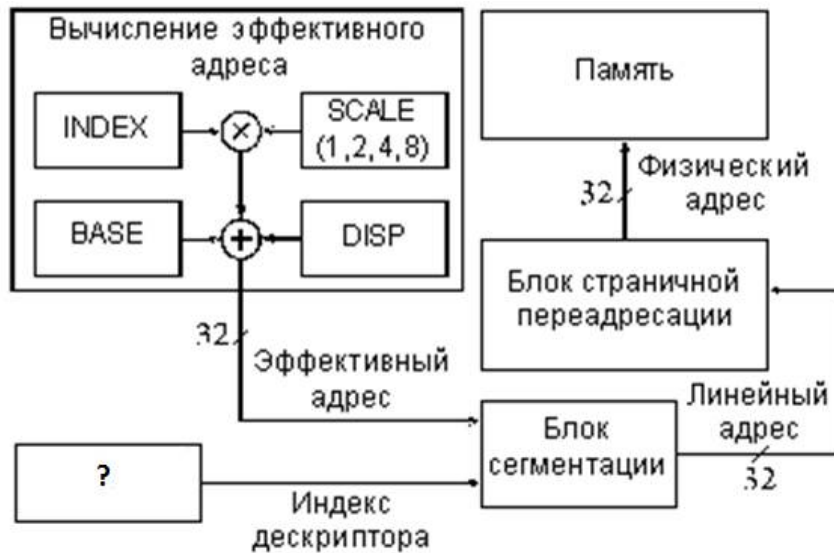 Вычисление эффективного
адреса
INDEX
SCALE
(1,2,4,8)
×
BASE
+
DISP
32
Эффективный
адрес
?
Индекс
дескриптора
Блок
сегментации
Линейный
адрес
32
Блок страничной
переадресации
32
Физический
адрес
Память